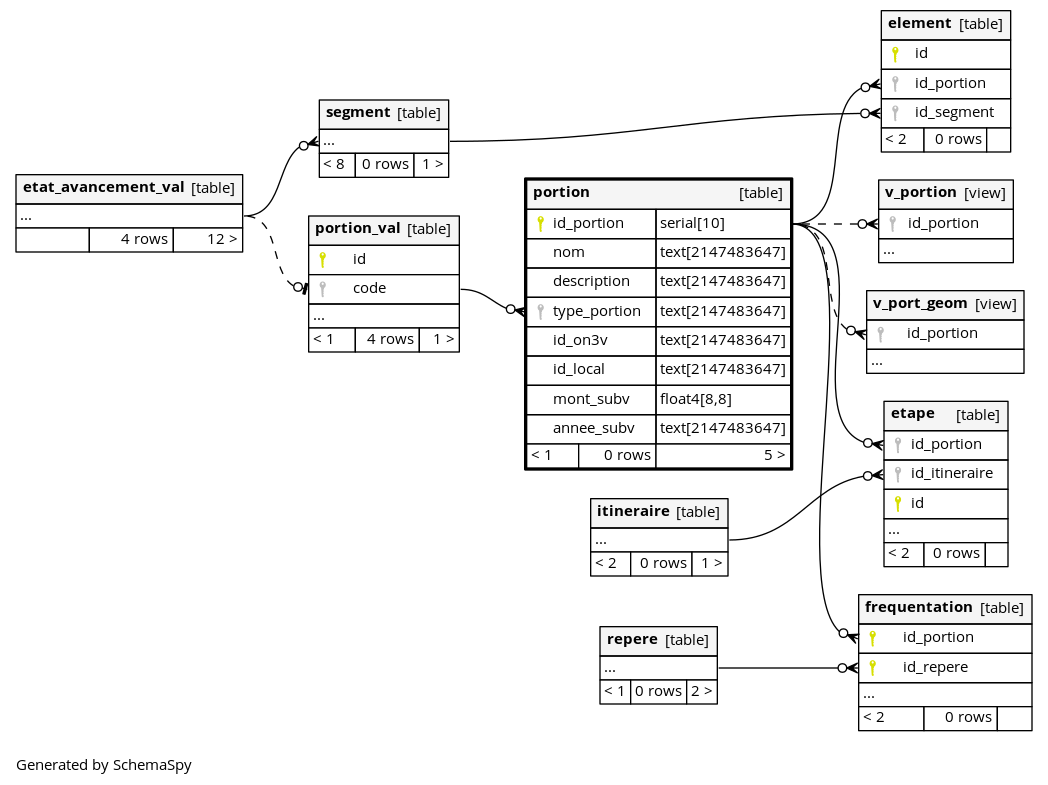 etat_avancement_val [table]
...
4 rows 12 >
segment [table]
...
< 8 0 rows 1 >
portion_val [table]
id
code
...
< 1 4 rows 1 >
portion [table]
id_portion serial[10]
nom text[2147483647]
description text[2147483647]
type_portion text[2147483647]
id_on3v text[2147483647]
id_local text[2147483647]
mont_subv float4[8,8]
annee_subv text[2147483647]
< 1 0 rows 5 >
itineraire [table]
...
< 2 0 rows 1 >
repere [table]
...
< 1 0 rows 2 >
element [table]
id
id_portion
id_segment
< 2 0 rows
v_portion [view]
id_portion
...
v_port_geom [view]
id_portion
...
etape [table]
id_portion
id_itineraire
id
...
< 2 0 rows
frequentation [table]
id_portion
id_repere
...
< 2 0 rows
Generated by SchemaSpy